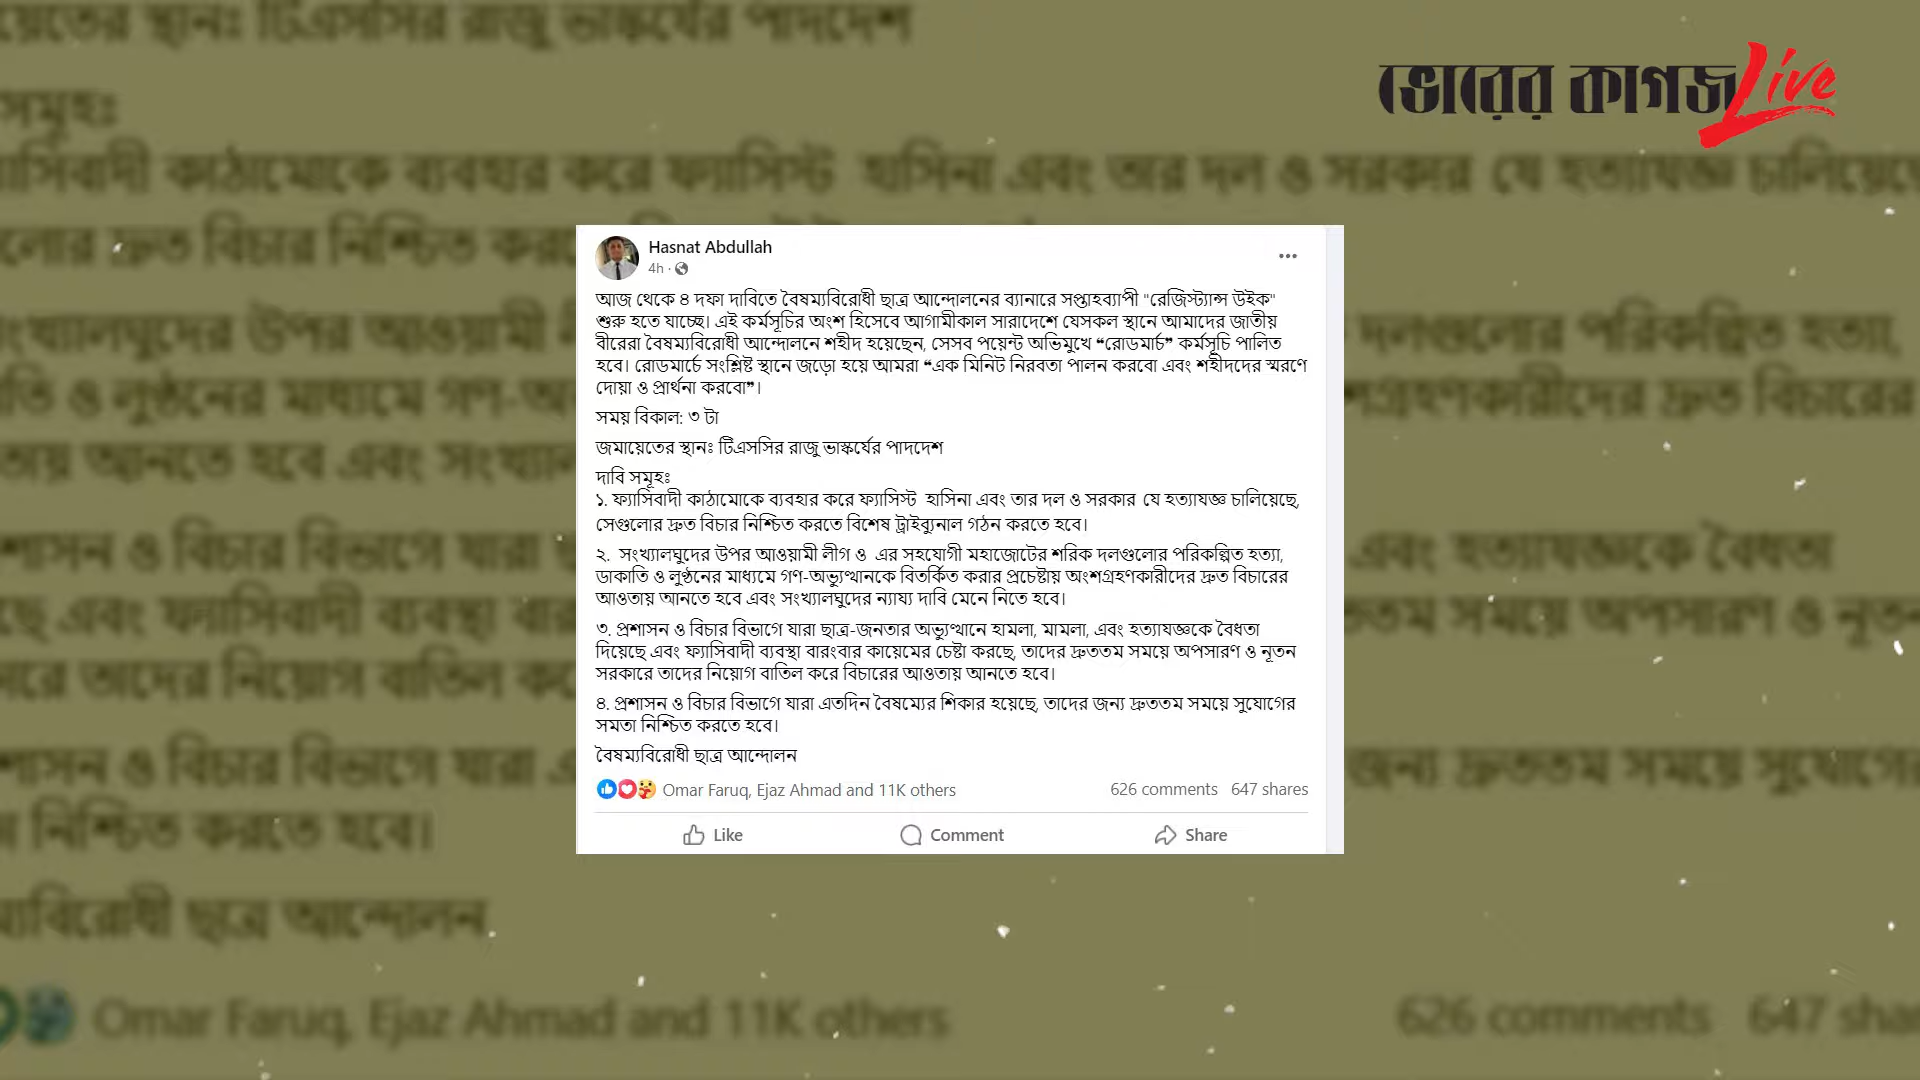 ভোরের কাগজ Live
Hasnat Abdullah
4h
আজ থেকে ৪ দফা দাবিতে বৈষম্যবিরোধী ছাত্র আন্দোলনের ব্যানারে সপ্তাহব্যাপী "রেজিস্ট্যান্স উইক"
শুরু হতে যাচ্ছে। এই কর্মসূচির অংশ হিসেবে আগামীকাল সারাদেশে যেসকল স্থানে আমাদের জাতীয়
বীরেরা বৈষম্যবিরোধী আন্দোলনে শহীদ হয়েছেন, সেসব পয়েন্ট অভিমুখে “রোডমার্চ” কর্মসূচি পালিত
হবে। রোডমার্চে সংশ্লিষ্ট স্থানে জড়ো হয়ে আমরা “এক মিনিট নিরবতা পালন করবো এবং শহীদদের স্মরণে
দোয়া ও প্রার্থনা করবো”।
সময় বিকাল: ৩ টা
জমায়েতের স্থানঃ টিএসসির রাজু ভাস্কর্যের পাদদেশ
দাবি সমূহঃ
১. ফ্যাসিবাদী কাঠামোকে ব্যবহার করে ফ্যাসিস্ট হাসিনা এবং তার দল ও সরকার যে হত্যাযজ্ঞ চালিয়েছে,
সেগুলোর দ্রুত বিচার নিশ্চিত করতে বিশেষ ট্রাইব্যুনাল গঠন করতে হবে।
২. সংখ্যালঘুদের উপর আওয়ামী লীগ ও এর সহযোগী মহাজোটের শরিক দলগুলোর পরিকল্পিত হত্যা,
ডাকাতি ও লুণ্ঠনের মাধ্যমে গণ-অভ্যুত্থানকে বিতর্কিত করার প্রচেষ্টায় অংশগ্রহণকারীদের দ্রুত বিচারের
আওতায় আনতে হবে এবং সংখ্যালঘুদের ন্যায্য দাবি মেনে নিতে হবে।
৩. প্রশাসন ও বিচার বিভাগে যারা ছাত্র-জনতার অভ্যুত্থানে হামলা, মামলা, এবং হত্যাযজ্ঞকে বৈধতা
দিয়েছে এবং ফ্যাসিবাদী ব্যবস্থা বারংবার কায়েমের চেষ্টা করছে, তাদের দ্রুততম সময়ে অপসারণ ও নূতন
সরকারে তাদের নিয়োগ বাতিল করে বিচারের আওতায় আনতে হবে।
৪. প্রশাসন ও বিচার বিভাগে যারা এতদিন বৈষম্যের শিকার হয়েছে, তাদের জন্য দ্রুততম সময়ে সুযোগের
সমতা নিশ্চিত করতে হবে।
বৈষম্যবিরোধী ছাত্র আন্দোলন
Omar Faruq, Ejaz Ahmad and 11K others 626 comments 647 shares
Like Comment Share